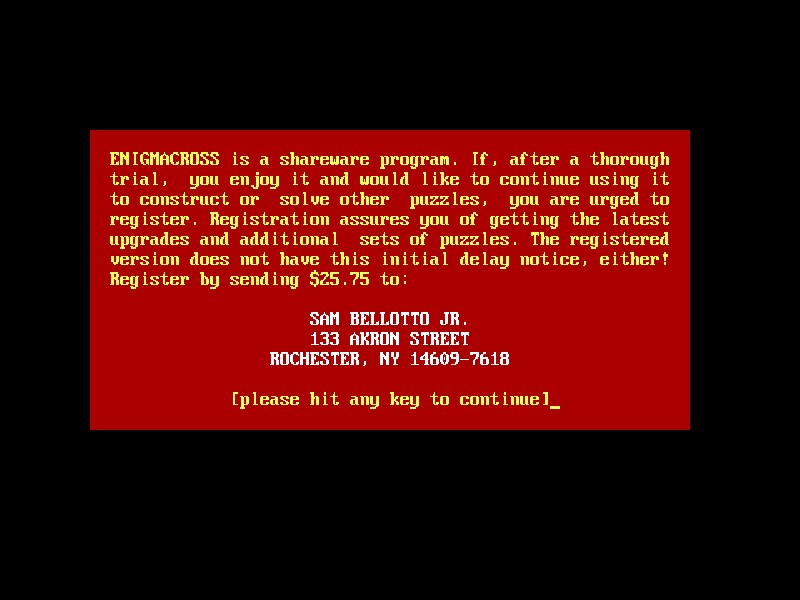 ENIGMACROSS is a shareware program. If, after a thorough
trial,  you enjoy it and would like to continue using it
to construct or  solve other  puzzles,  you are urged to
register. Registration assures you of getting the latest
upgrades and additional  sets of puzzles. The registered
version does not have this initial delay notice, either!
Register by sending $25.75 to:
SAM BELLOTTO JR.
133 AKRON STREET
ROCHESTER, NY 14609-7618
[please hit any key to continue]_